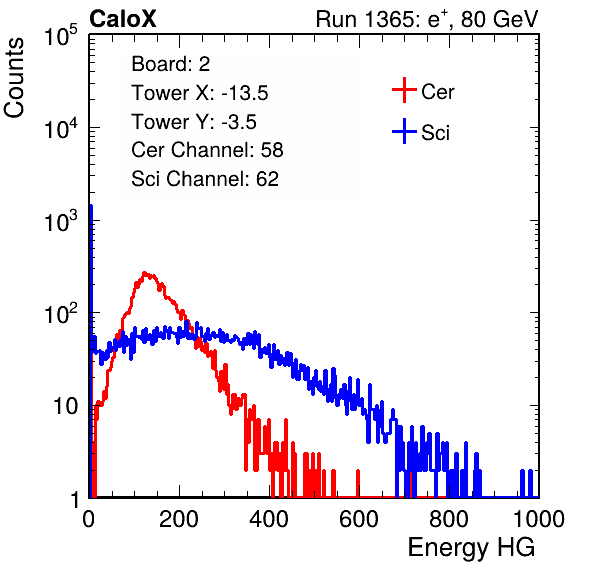 CaloX Run 1365: e⁺, 80 GeV
Counts
10⁵
10⁴
10³
10²
10
1
Board: 2
Tower X: -13.5
Tower Y: -3.5
Cer Channel: 58
Sci Channel: 62
Cer
Sci
0 200 400 600 800 1000
Energy HG